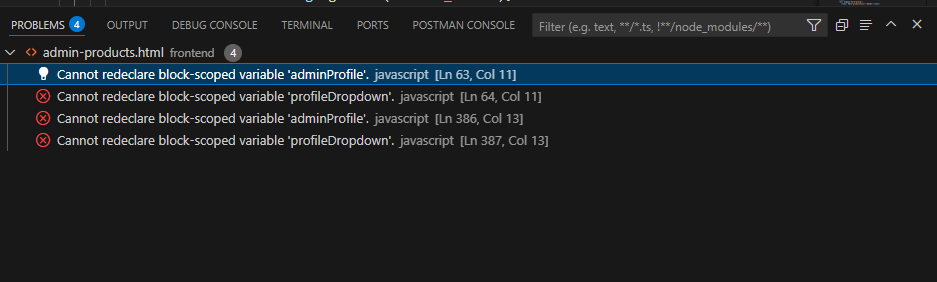 PROBLEMS 4 OUTPUT DEBUG CONSOLE TERMINAL PORTS POSTMAN CONSOLE Filter (e.g. text, **/*.ts, !**/node_modules/**)
admin-products.html frontend 4
Cannot redeclare block-scoped variable 'adminProfile'. javascript [Ln 63, Col 11]
Cannot redeclare block-scoped variable 'profileDropdown'. javascript [Ln 64, Col 11]
Cannot redeclare block-scoped variable 'adminProfile'. javascript [Ln 386, Col 13]
Cannot redeclare block-scoped variable 'profileDropdown'. javascript [Ln 387, Col 13]